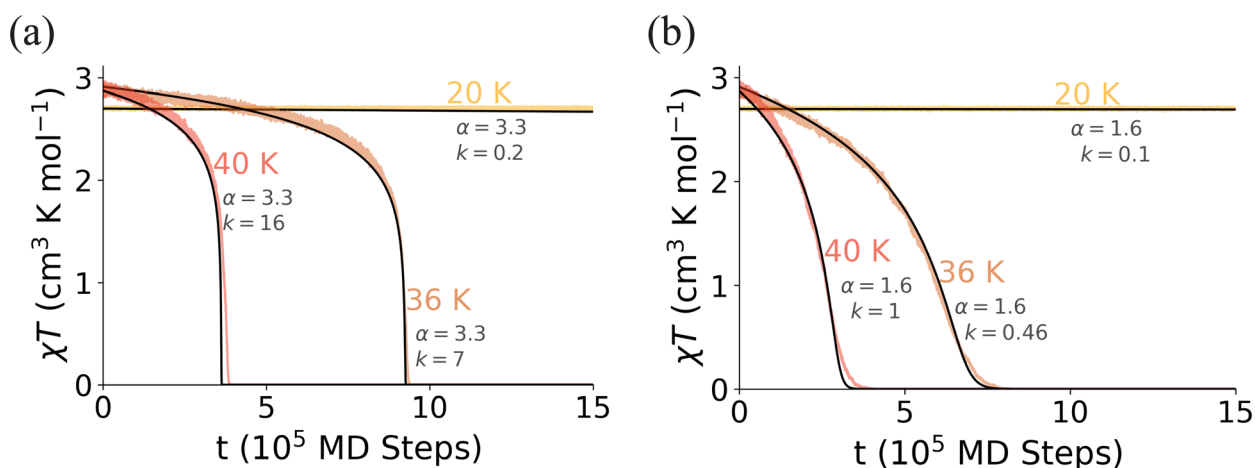 (a)
χT (cm³ K mol⁻¹)
3
2
1
0
20 K
α = 3.3
k = 0.2
40 K
α = 3.3
k = 16
36 K
α = 3.3
k = 7
0 5 10 15
t (10⁵ MD Steps)
(b)
χT (cm³ K mol⁻¹)
3
2
1
0
20 K
α = 1.6
k = 0.1
40 K
α = 1.6
k = 1
36 K
α = 1.6
k = 0.46
0 5 10 15
t (10⁵ MD Steps)